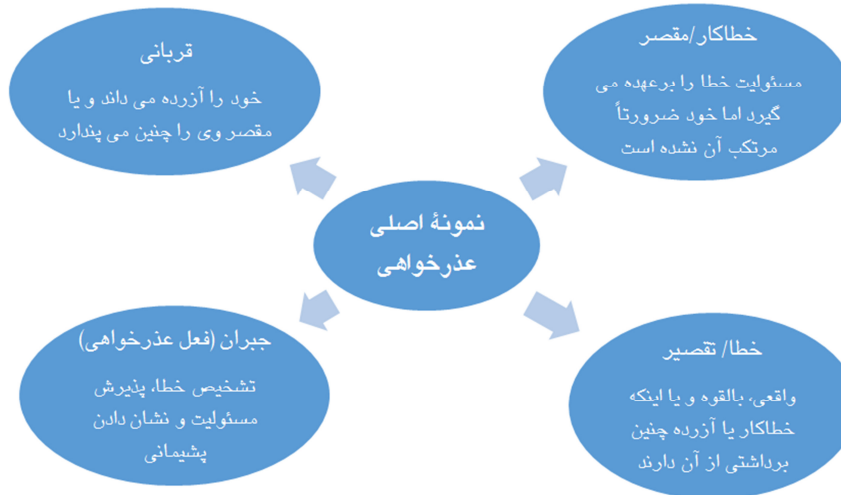 خطاکار/مقصر
مسئولیت خطا را برعهده می
گیرد اما خود ضرورتاً
مرتکب آن نشده است
قربانی
خود را آزرده می داند و یا
مقصر وی را چنین می پندارد
نمونۀ اصلی
عذرخواهی
خطا/ تقصیر
واقعی، بالقوه و یا اینکه
خطاکار یا آزرده چنین
برداشتی از آن دارند
جبران (فعل عذرخواهی)
تشخیص خطا، پذیرش
مسئولیت و نشان دادن
پشیمانی